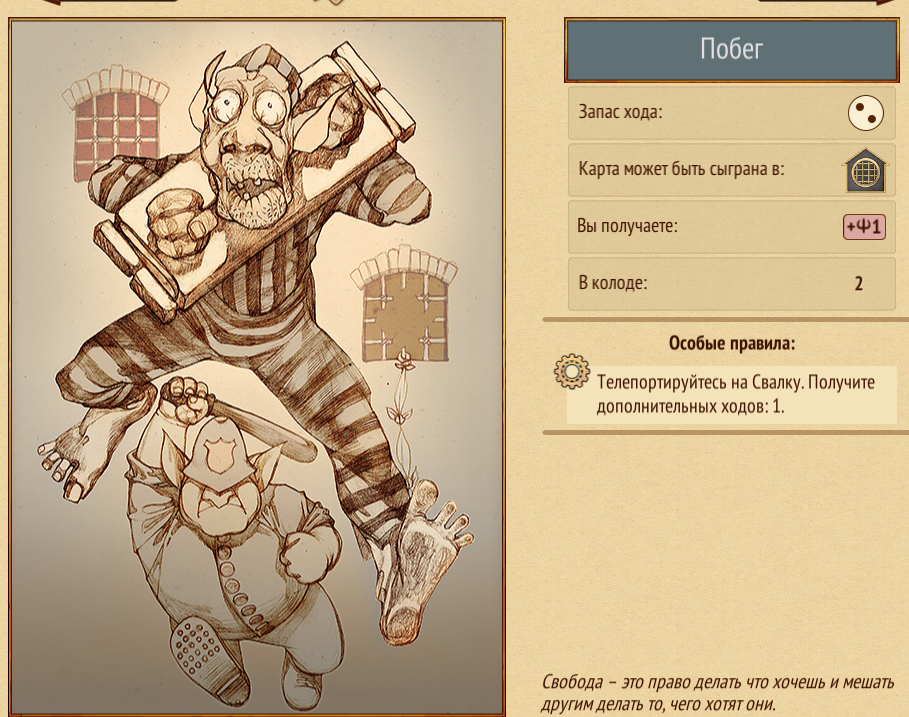 Побег
Запас хода:
Карта может быть сыграна в:
Вы получаете: +Ψ1
В колоде: 2
Особые правила:
Телепортируйтесь на Свалку. Получите
дополнительных ходов: 1.
Свобода – это право делать что хочешь и мешать
другим делать то, чего хотят они.